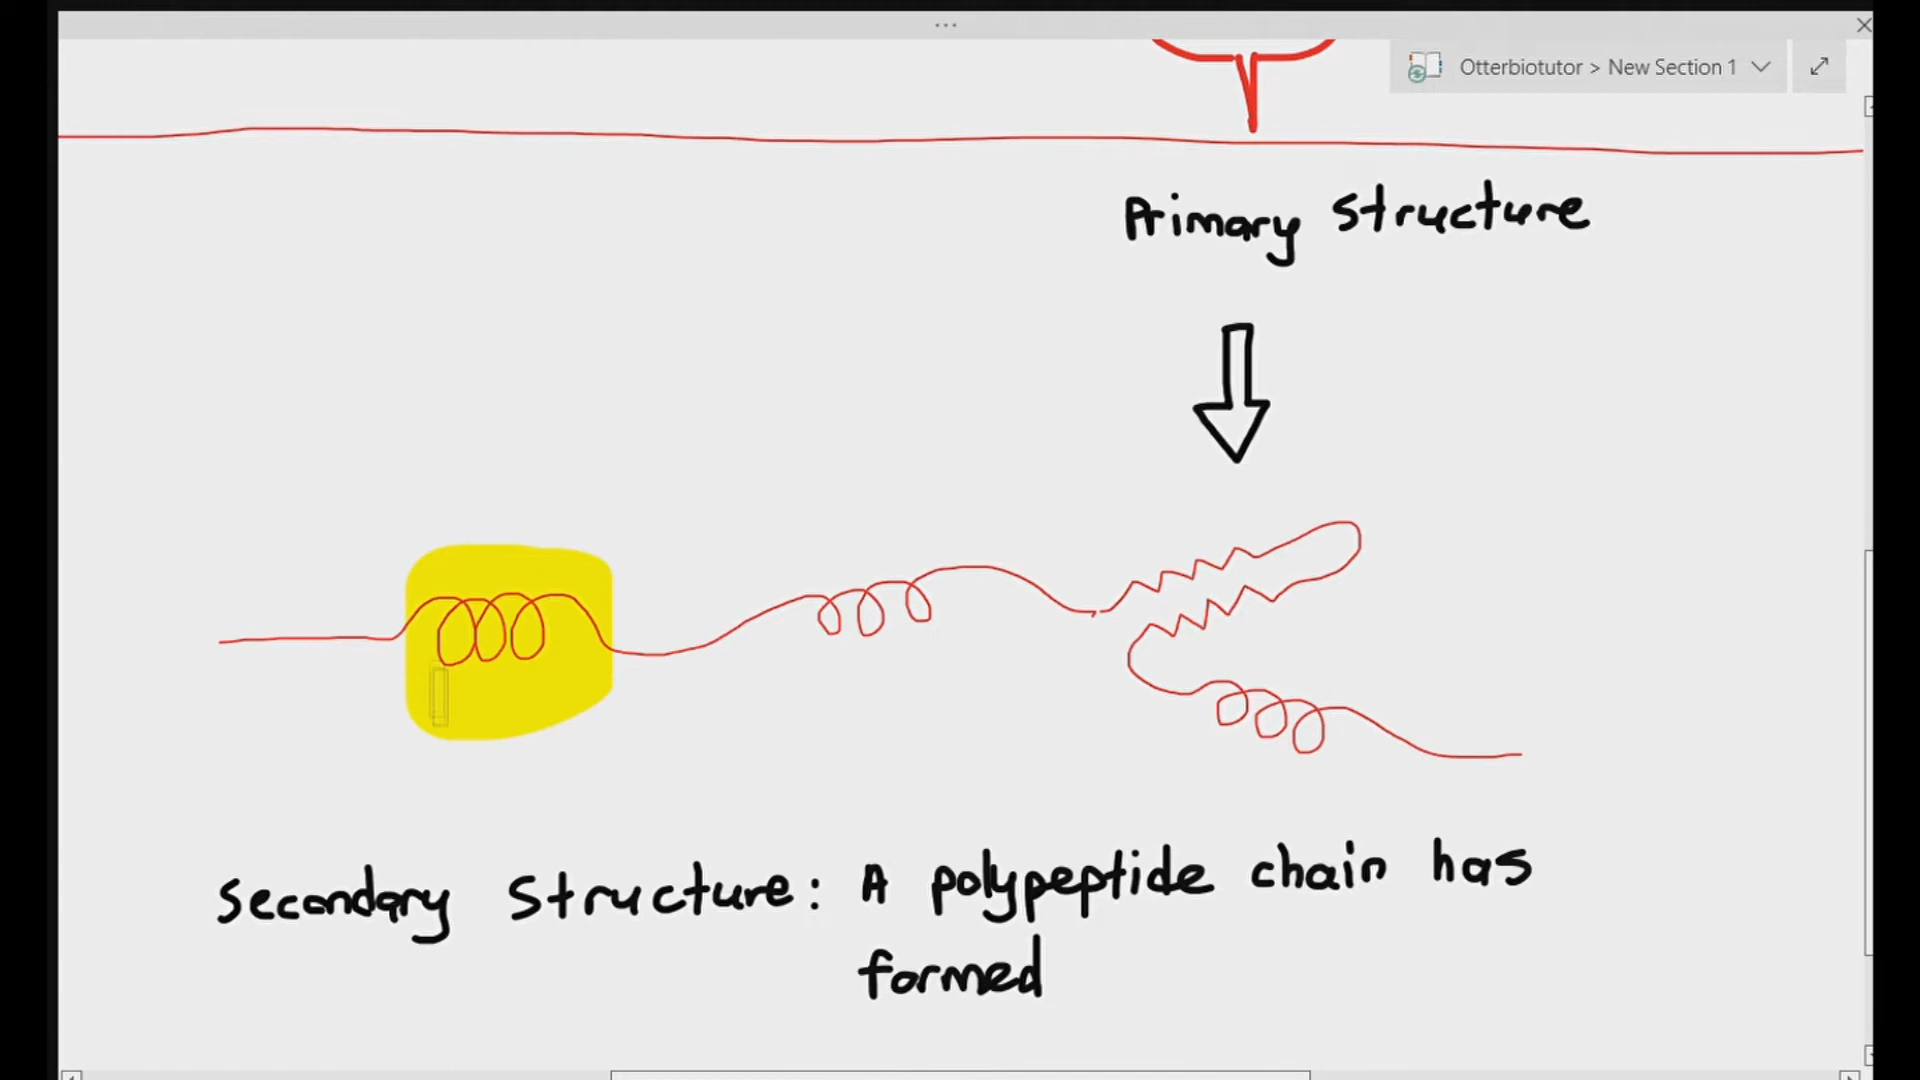 Otterbiotutor > New Section 1
Primary Structure
Secondary Structure: A polypeptide chain has
formed